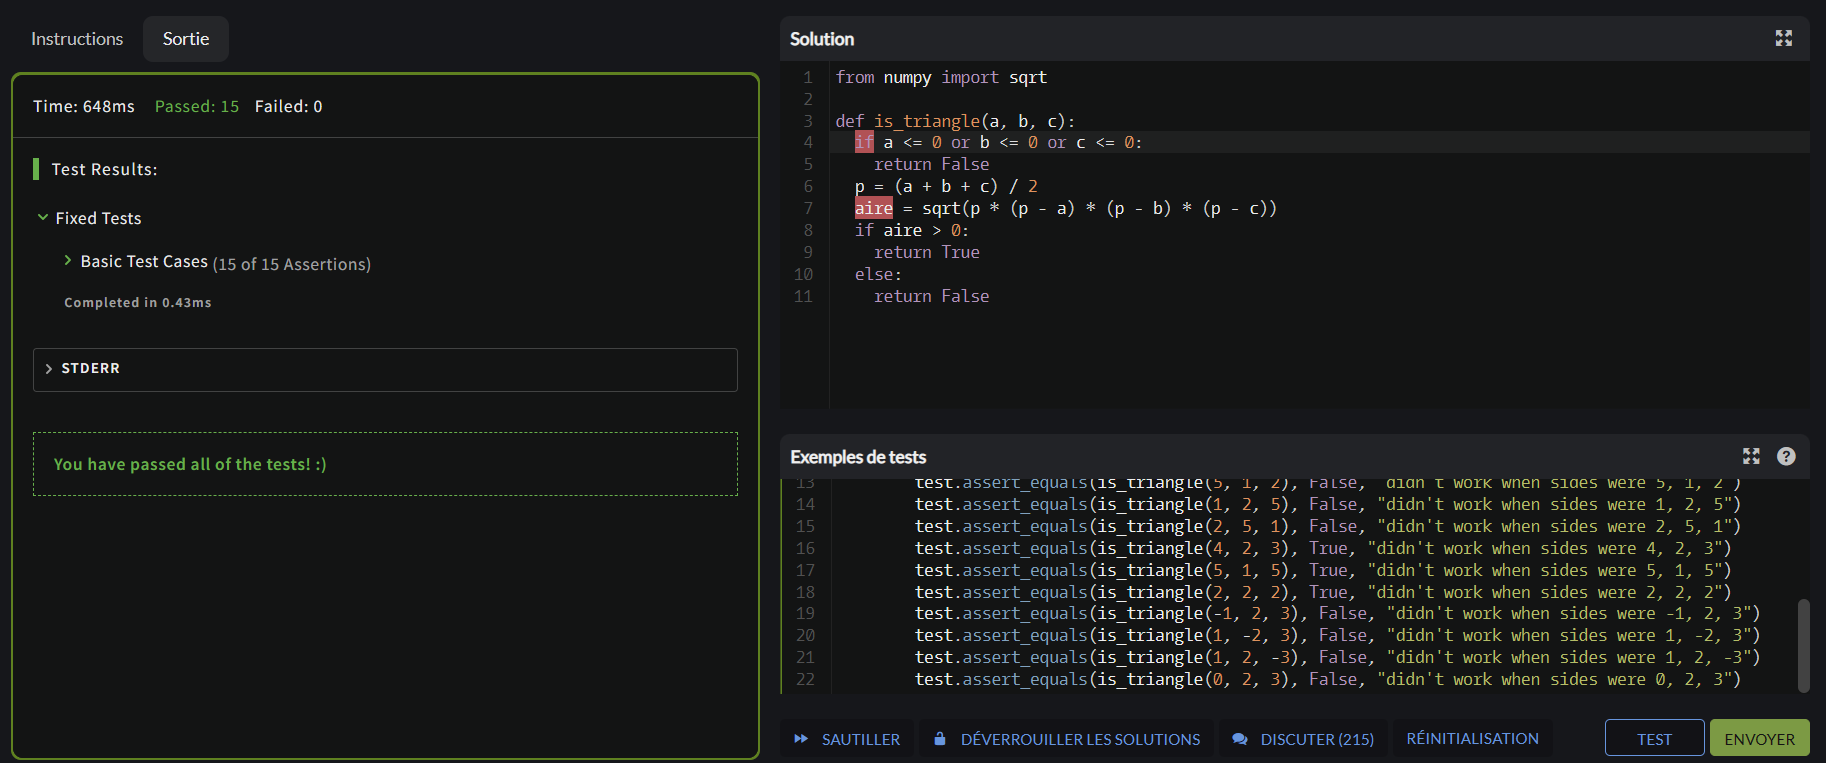 Instructions
Sortie
Time: 648ms Passed: 15 Failed: 0
Test Results:
Fixed Tests
Basic Test Cases (15 of 15 Assertions)
Completed in 0.43ms
STDERR
You have passed all of the tests! :)
Solution
1 from numpy import sqrt
2
3 def is_triangle(a, b, c):
4   if a <= 0 or b <= 0 or c <= 0:
5     return False
6   p = (a + b + c) / 2
7   aire = sqrt(p * (p - a) * (p - b) * (p - c))
8   if aire > 0:
9     return True
10   else:
11     return False
Exemples de tests
13 test.assert_equals(is_triangle(5, 1, 2), False, "didn't work when sides were 5, 1, 2")
14 test.assert_equals(is_triangle(1, 2, 5), False, "didn't work when sides were 1, 2, 5")
15 test.assert_equals(is_triangle(2, 5, 1), False, "didn't work when sides were 2, 5, 1")
16 test.assert_equals(is_triangle(4, 2, 3), True, "didn't work when sides were 4, 2, 3")
17 test.assert_equals(is_triangle(5, 1, 5), True, "didn't work when sides were 5, 1, 5")
18 test.assert_equals(is_triangle(2, 2, 2), True, "didn't work when sides were 2, 2, 2")
19 test.assert_equals(is_triangle(-1, 2, 3), False, "didn't work when sides were -1, 2, 3")
20 test.assert_equals(is_triangle(1, -2, 3), False, "didn't work when sides were 1, -2, 3")
21 test.assert_equals(is_triangle(1, 2, -3), False, "didn't work when sides were 1, 2, -3")
22 test.assert_equals(is_triangle(0, 2, 3), False, "didn't work when sides were 0, 2, 3")
SAUTILLER
DÉVERROUILLER LES SOLUTIONS
DISCUTER (215)
RÉINITIALISATION
TEST
ENVOYER